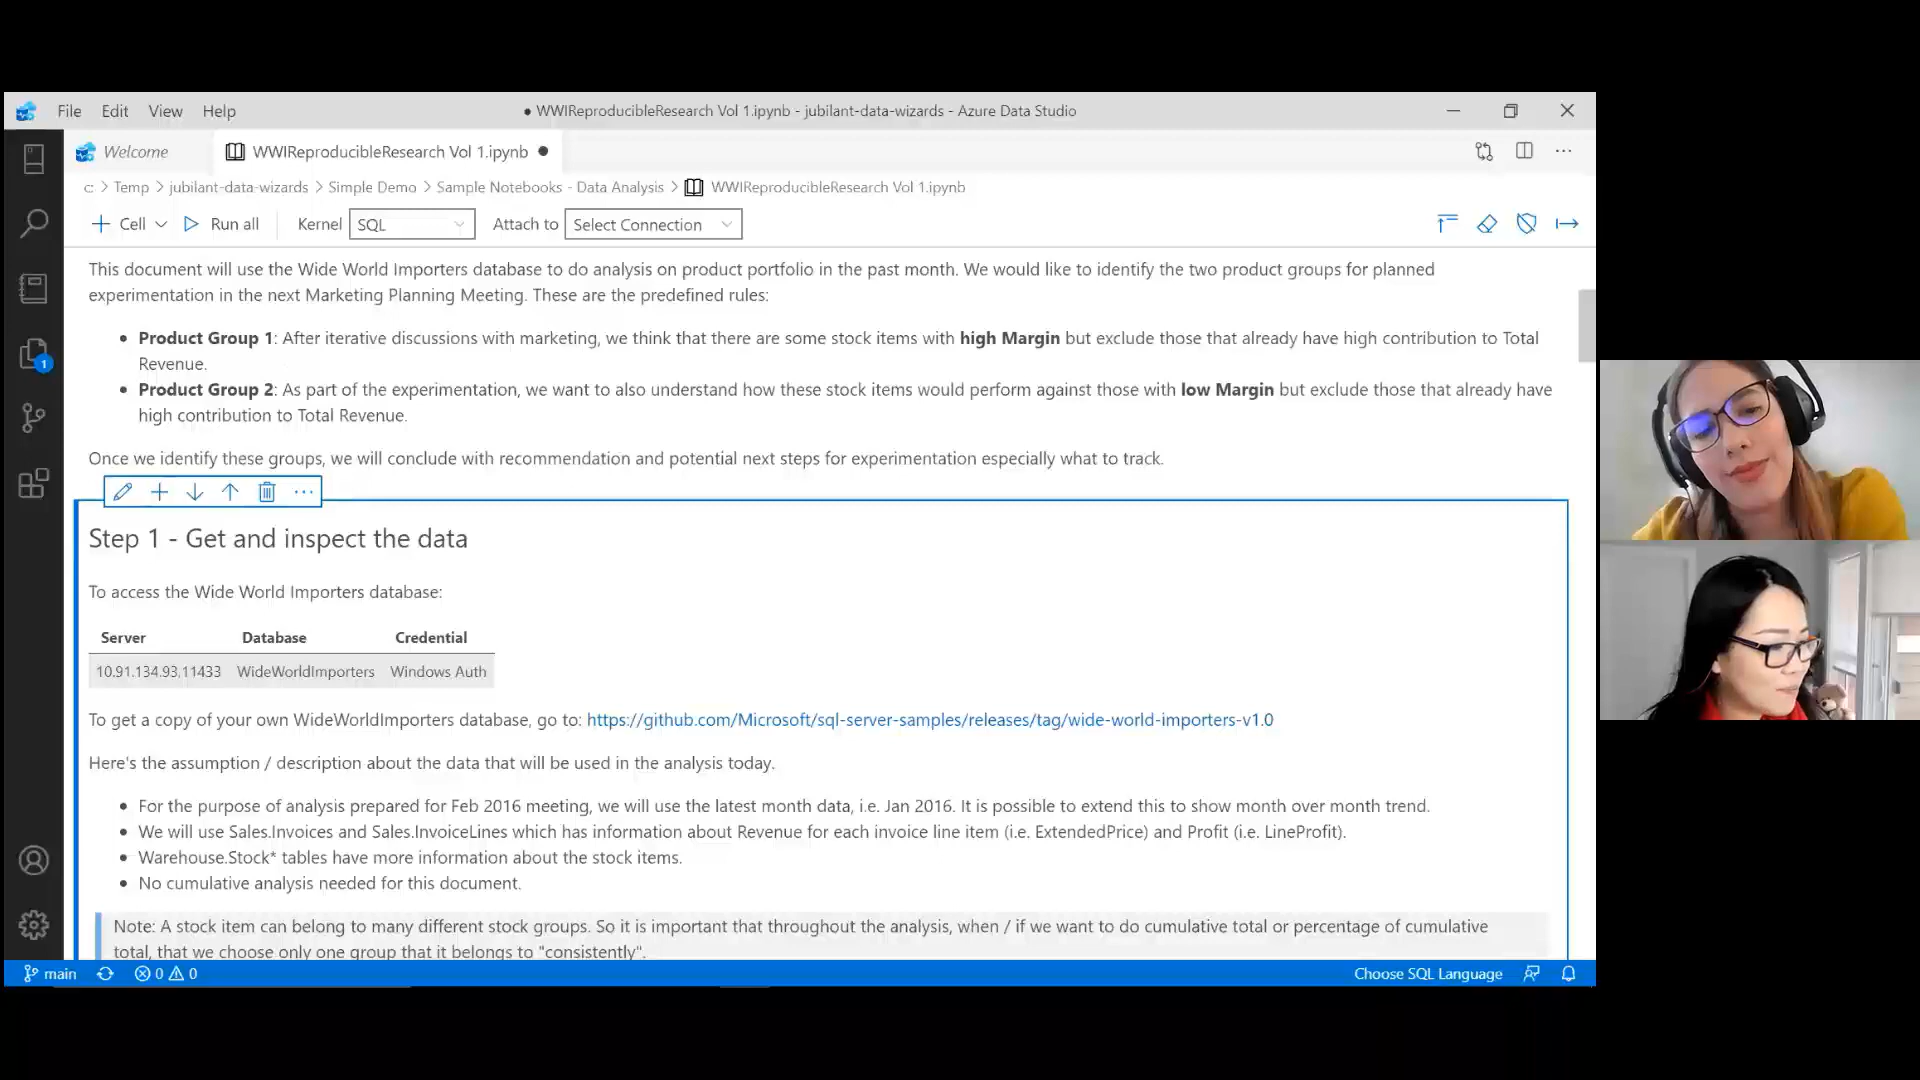 File Edit View Help
● WWIReproducibleResearch Vol 1.ipynb - jubilant-data-wizards - Azure Data Studio
Welcome
WWIReproducibleResearch Vol 1.ipynb ●
c: > Temp > jubilant-data-wizards > Simple Demo > Sample Notebooks - Data Analysis > WWIReproducibleResearch Vol 1.ipynb
Cell Run all Kernel SQL Attach to Select Connection
This document will use the Wide World Importers database to do analysis on product portfolio in the past month. We would like to identify the two product groups for planned
experimentation in the next Marketing Planning Meeting. These are the predefined rules:
• Product Group 1: After iterative discussions with marketing, we think that there are some stock items with high Margin but exclude those that already have high contribution to Total
Revenue.
• Product Group 2: As part of the experimentation, we want to also understand how these stock items would perform against those with low Margin but exclude those that already have
high contribution to Total Revenue.
Once we identify these groups, we will conclude with recommendation and potential next steps for experimentation especially what to track.
Step 1 - Get and inspect the data
To access the Wide World Importers database:
Server Database Credential
10.91.134.93,11433 WideWorldImporters Windows Auth
To get a copy of your own WideWorldImporters database, go to: https://github.com/Microsoft/sql-server-samples/releases/tag/wide-world-importers-v1.0
Here's the assumption / description about the data that will be used in the analysis today.
• For the purpose of analysis prepared for Feb 2016 meeting, we will use the latest month data, i.e. Jan 2016. It is possible to extend this to show month over month trend.
• We will use Sales.Invoices and Sales.InvoiceLines which has information about Revenue for each invoice line item (i.e. ExtendedPrice) and Profit (i.e. LineProfit).
• Warehouse.Stock* tables have more information about the stock items.
• No cumulative analysis needed for this document.
Note: A stock item can belong to many different stock groups. So it is important that throughout the analysis, when / if we want to do cumulative total or percentage of cumulative
total, that we choose only one group that it belongs to "consistently".
1
main 0 0 Choose SQL Language